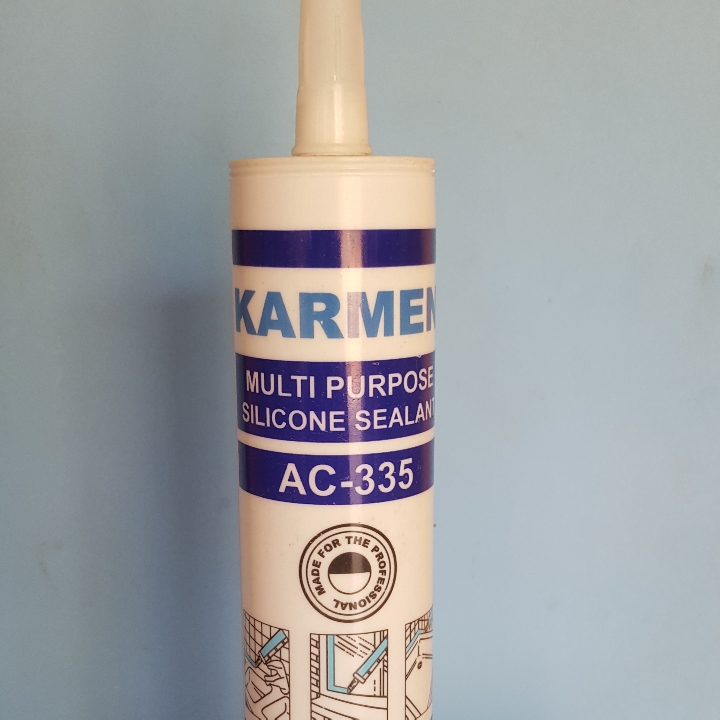 KARMEN
MULTI PURPOSE
SILICONE SEALANT
AC-335
MADE FOR THE PROFESSIONAL